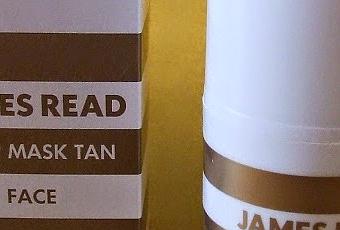 ES READ
MASK TAN
FACE
JAMES